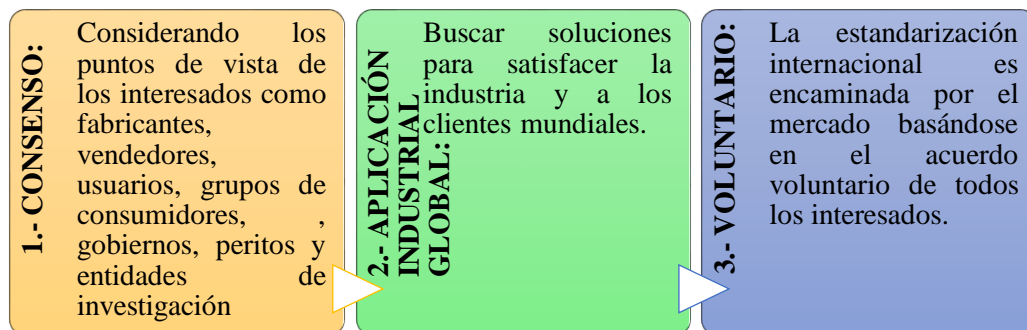 1.- CONSENSO:
Considerando los
puntos de vista de
los interesados como
fabricantes,
vendedores,
usuarios, grupos de
consumidores, ,
gobiernos, peritos y
entidades de
investigación
2.- APLICACIÓN
INDUSTRIAL
GLOBAL:
Buscar soluciones
para satisfacer la
industria y a los
clientes mundiales.
3.- VOLUNTARIO:
La estandarización
internacional es
encaminada por el
mercado basándose
en el acuerdo
voluntario de todos
los interesados.